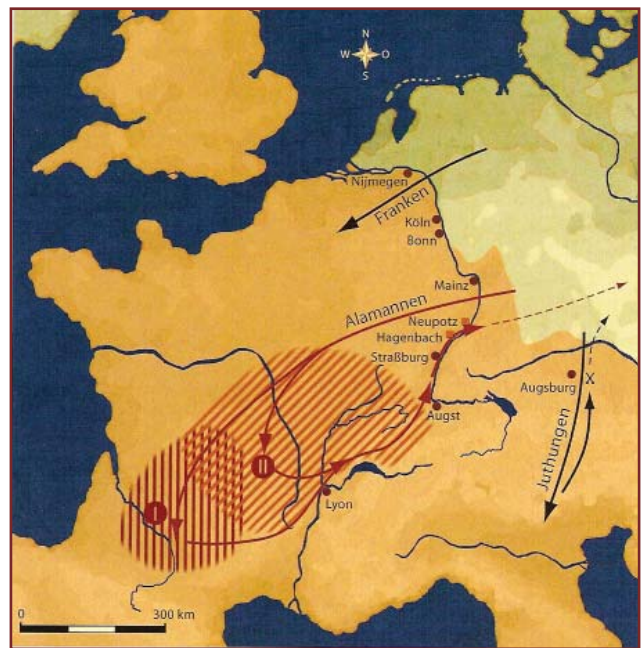 N
W O
S
Nijmegen
Franken
Köln
Bonn
Mainz
Alamannen
Neupotz
Hagenbach
Straßburg
Augsburg
X
Augst
Juthungen
II
I
Lyon
0 300 km